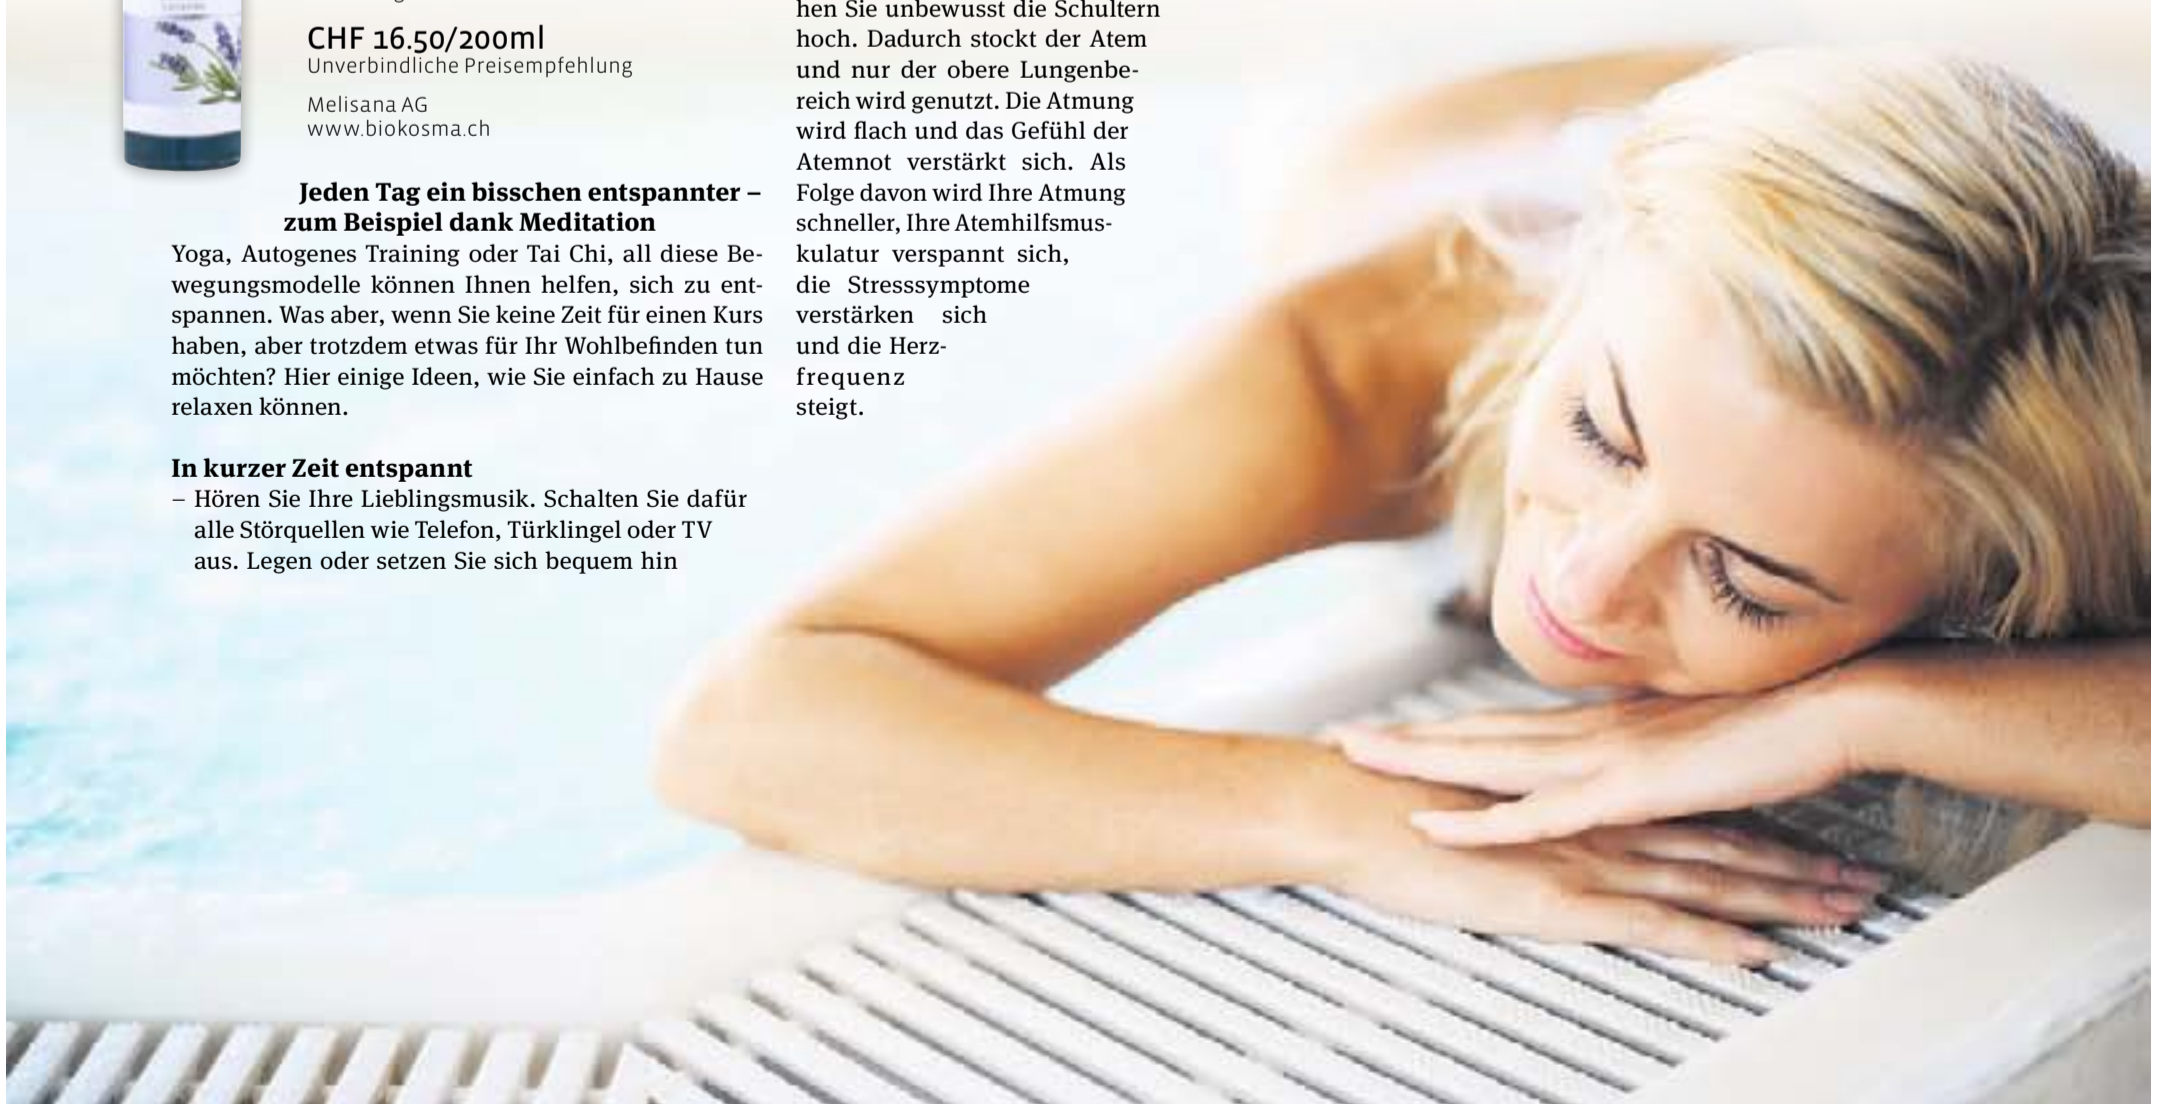 CHF 16.50/200ml
Unverbindliche Preisempfehlung
Melisana AG
www.biokosma.ch
Jeden Tag ein bisschen entspannter –
zum Beispiel dank Meditation
Yoga, Autogenes Training oder Tai Chi, all diese Be-
wegungsmodelle können Ihnen helfen, sich zu ent-
spannen. Was aber, wenn Sie keine Zeit für einen Kurs
haben, aber trotzdem etwas für Ihr Wohlbefinden tun
möchten? Hier einige Ideen, wie Sie einfach zu Hause
relaxen können.
In kurzer Zeit entspannt
– Hören Sie Ihre Lieblingsmusik. Schalten Sie dafür
alle Störquellen wie Telefon, Türklingel oder TV
aus. Legen oder setzen Sie sich bequem hin
hen Sie unbewusst die Schultern
hoch. Dadurch stockt der Atem
und nur der obere Lungenbe-
reich wird genutzt. Die Atmung
wird flach und das Gefühl der
Atemnot verstärkt sich. Als
Folge davon wird Ihre Atmung
schneller, Ihre Atemhilfsmus-
kulatur verspannt sich,
die Stresssymptome
verstärken sich
und die Herz-
frequenz
steigt.